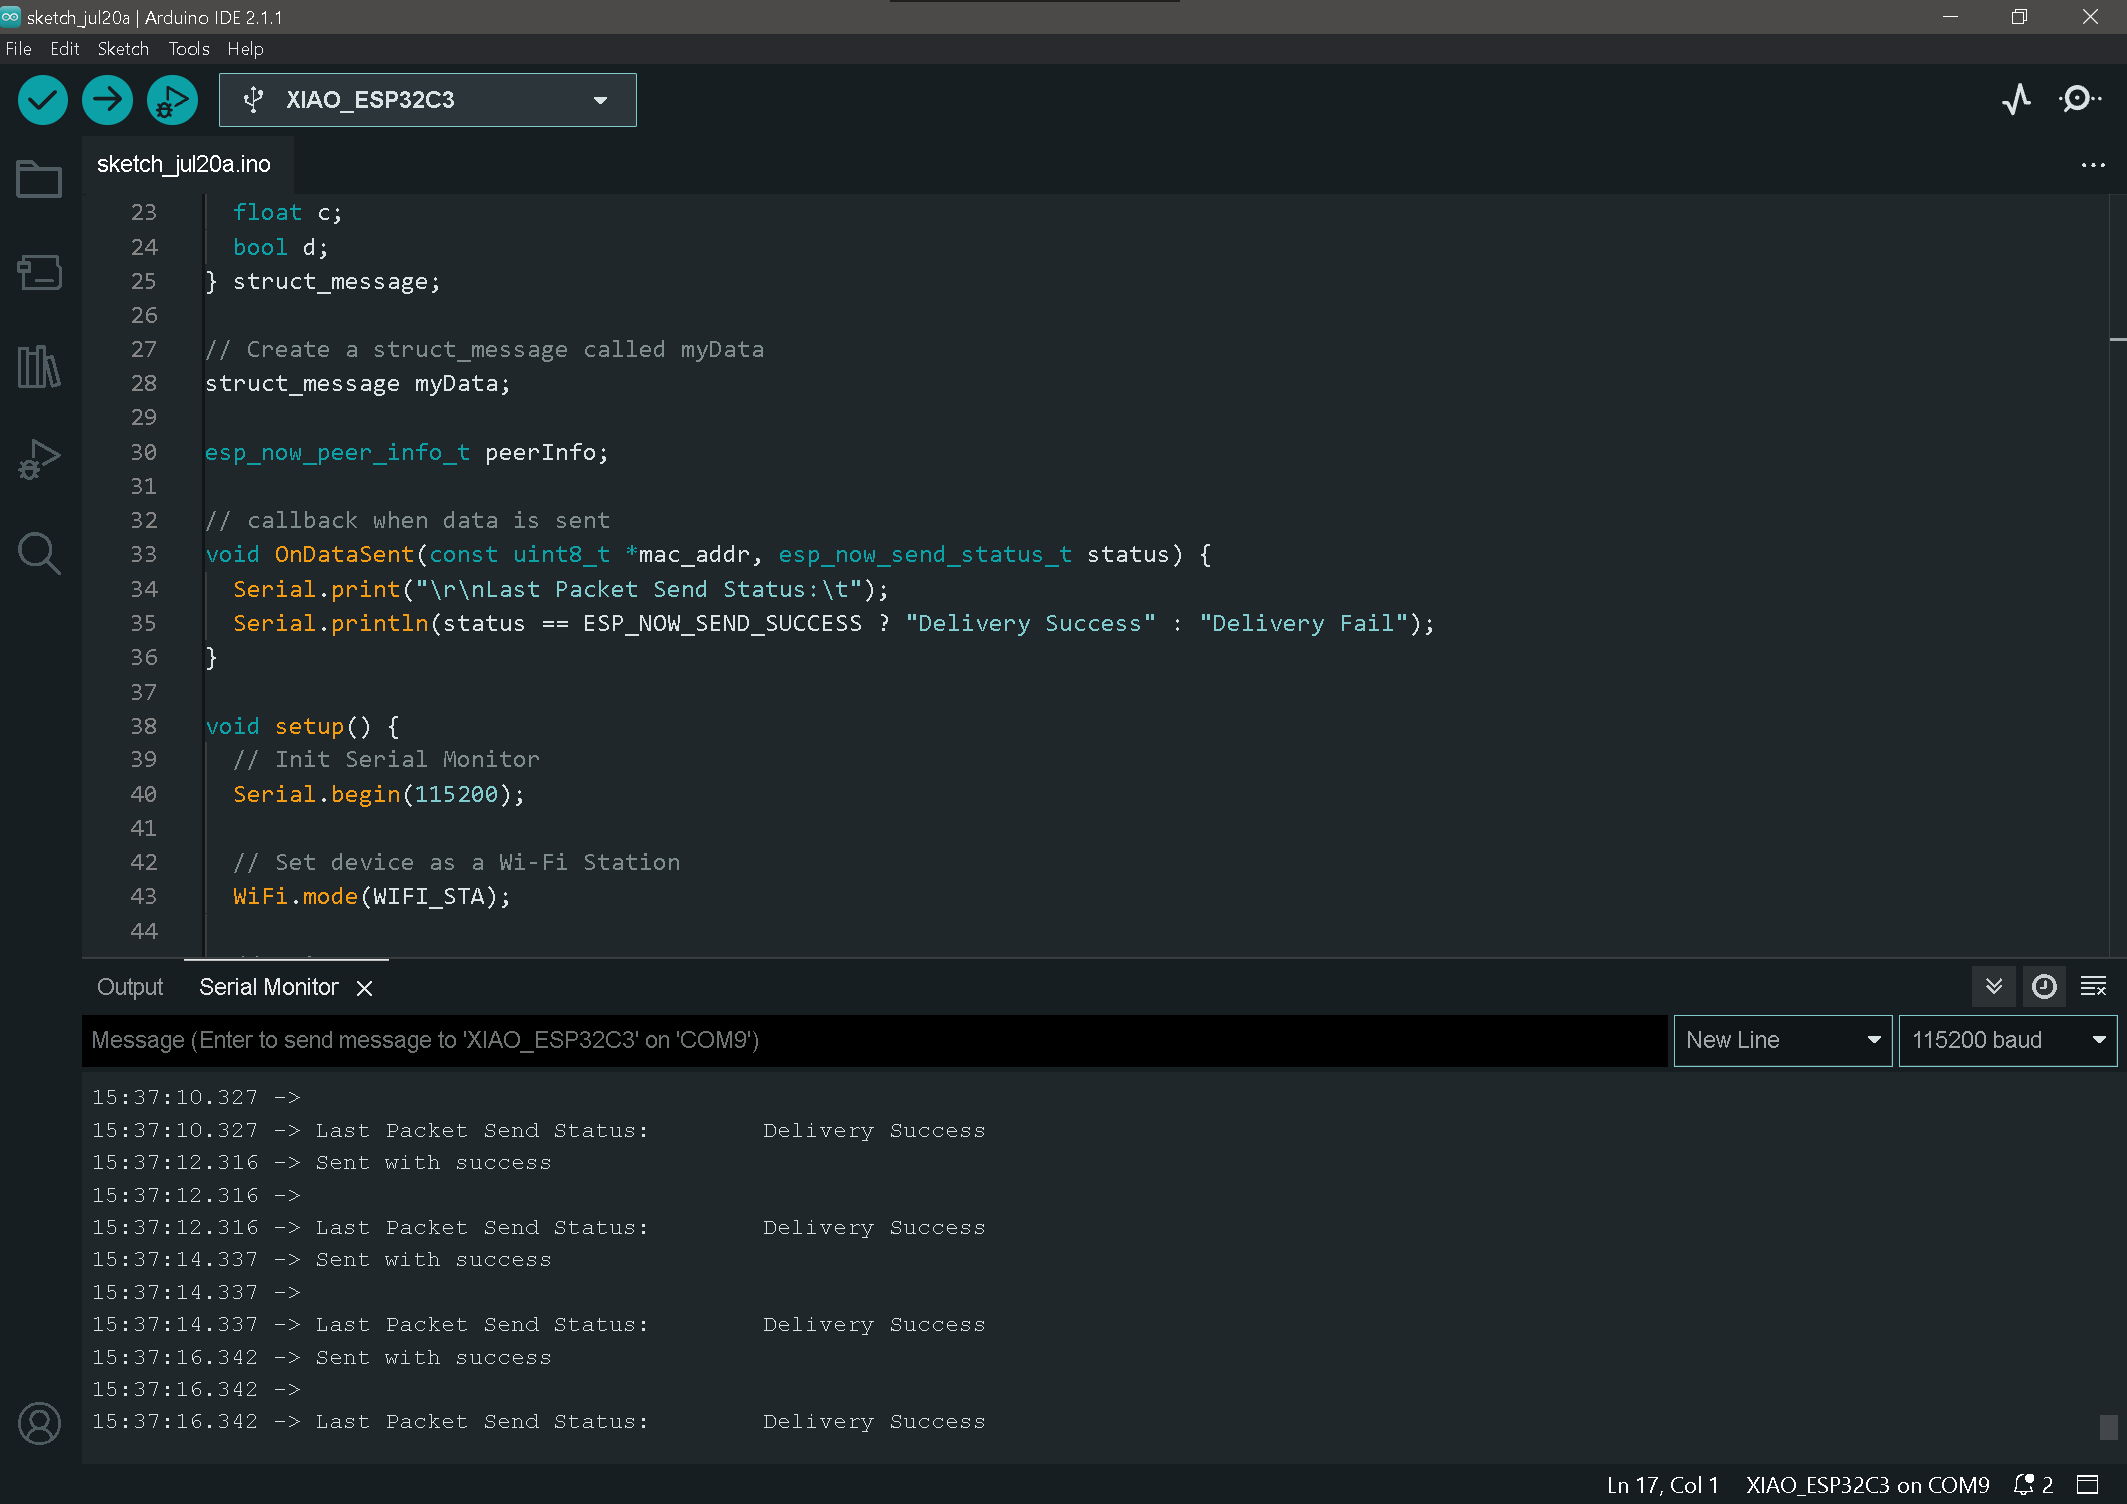 sketch_jul20a | Arduino IDE 2.1.1
File Edit Sketch Tools Help
XIAO_ESP32C3
sketch_jul20a.ino
23 float c;
24 bool d;
25 } struct_message;
26
27 // Create a struct_message called myData
28 struct_message myData;
29
30 esp_now_peer_info_t peerInfo;
31
32 // callback when data is sent
33 void OnDataSent(const uint8_t *mac_addr, esp_now_send_status_t status) {
34 Serial.print("\r\nLast Packet Send Status:\t");
35 Serial.println(status == ESP_NOW_SEND_SUCCESS ? "Delivery Success" : "Delivery Fail");
36 }
37
38 void setup() {
39 // Init Serial Monitor
40 Serial.begin(115200);
41
42 // Set device as a Wi-Fi Station
43 WiFi.mode(WIFI_STA);
44
Output Serial Monitor
Message (Enter to send message to 'XIAO_ESP32C3' on 'COM9') New Line 115200 baud
15:37:10.327 ->
15:37:10.327 -> Last Packet Send Status: Delivery Success
15:37:12.316 -> Sent with success
15:37:12.316 ->
15:37:12.316 -> Last Packet Send Status: Delivery Success
15:37:14.337 -> Sent with success
15:37:14.337 ->
15:37:14.337 -> Last Packet Send Status: Delivery Success
15:37:16.342 -> Sent with success
15:37:16.342 ->
15:37:16.342 -> Last Packet Send Status: Delivery Success
Ln 17, Col 1 XIAO_ESP32C3 on COM9 2